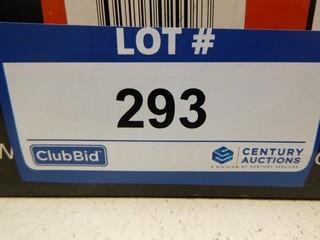 LOT #
293
ClubBid
CENTURY
AUCTIONS
A DIVISION OF CENTURY SERVICES